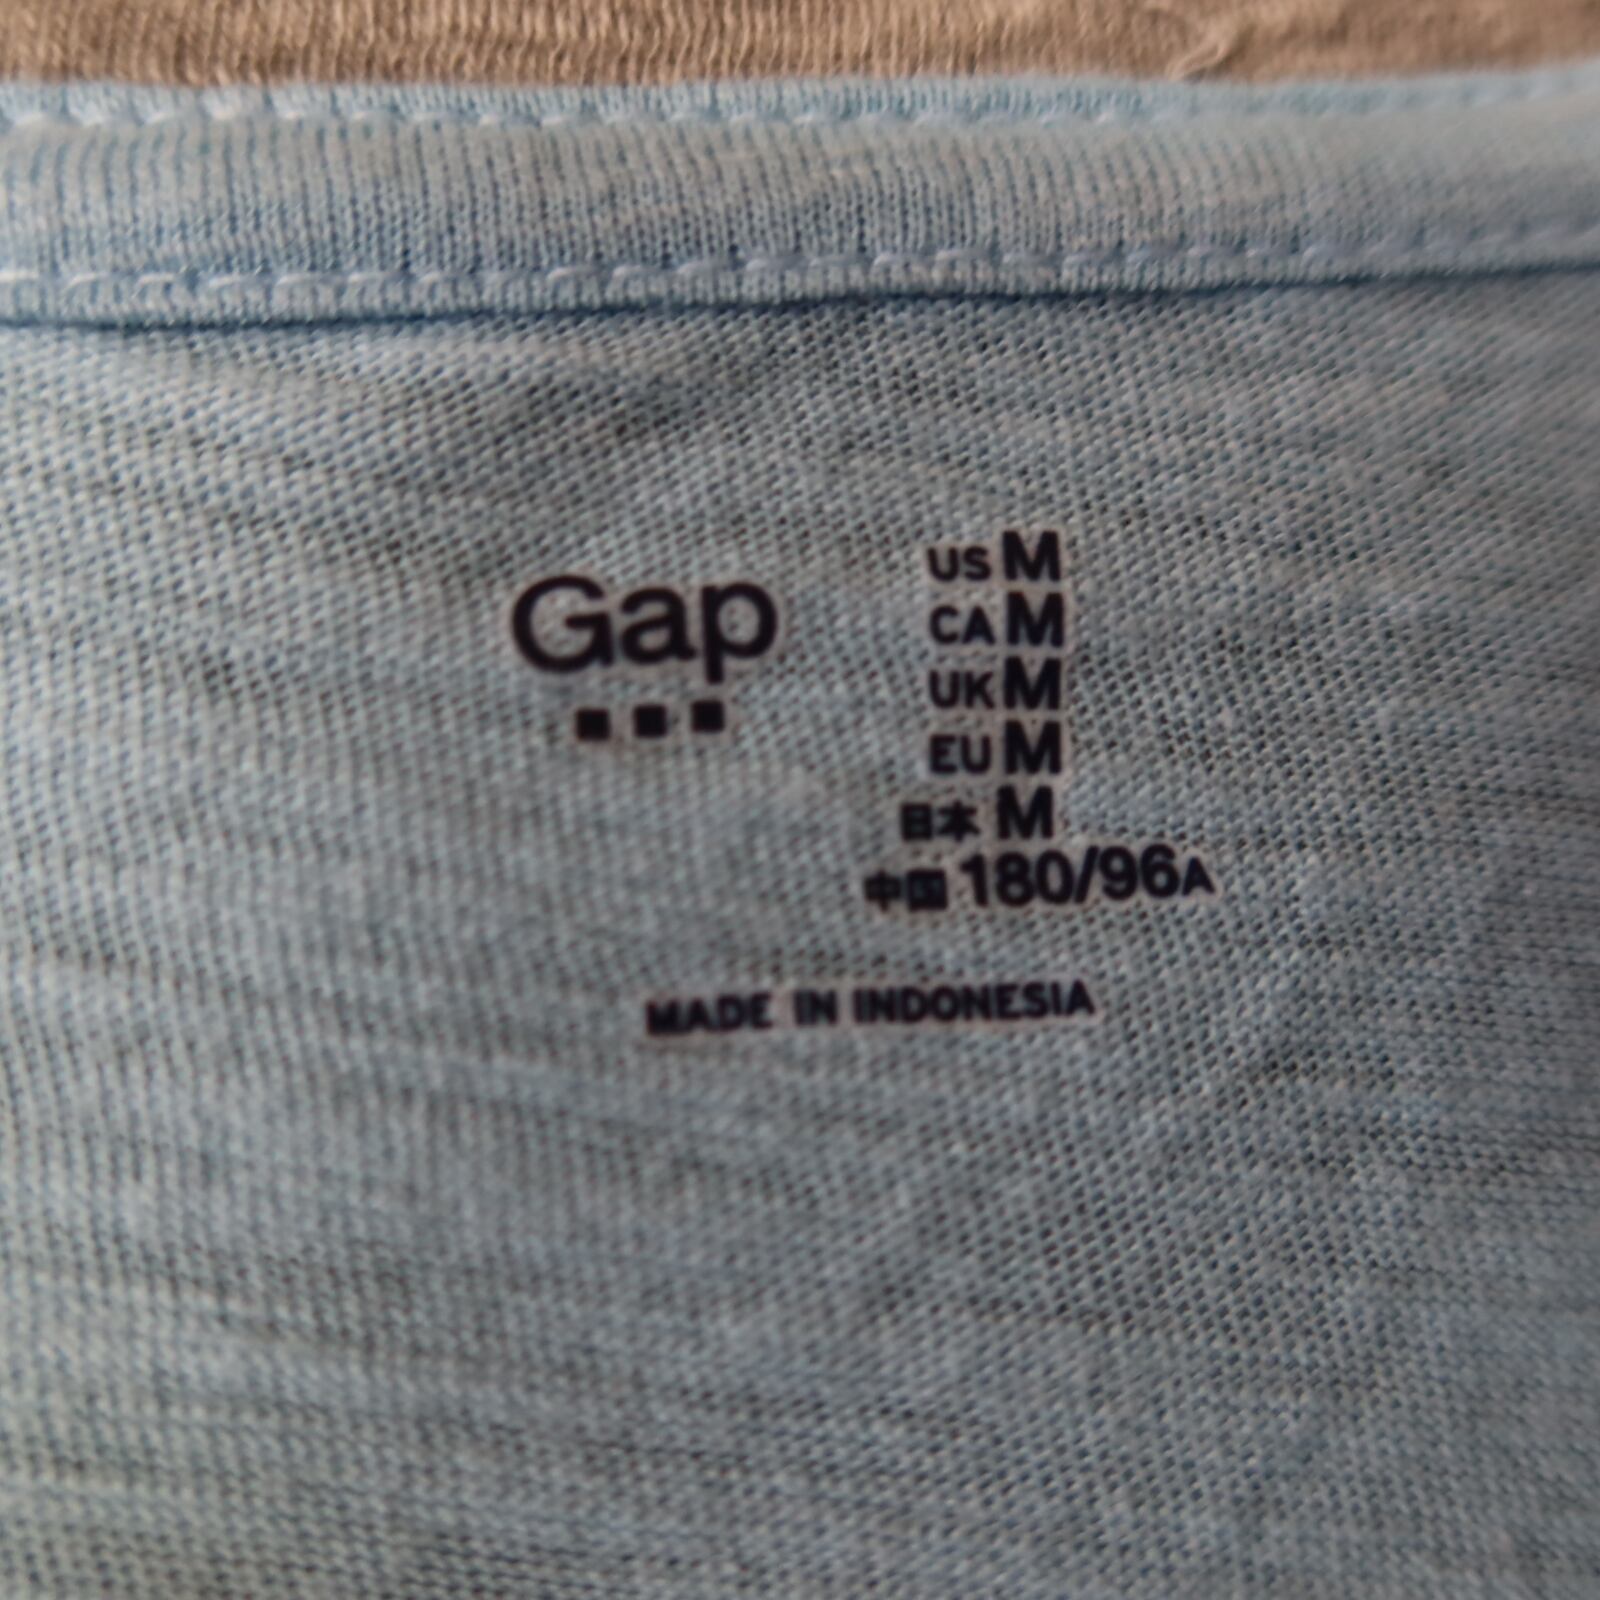 Gap
US M
CA M
UK M
EU M
日本 M
中国 180/96A
MADE IN INDONESIA